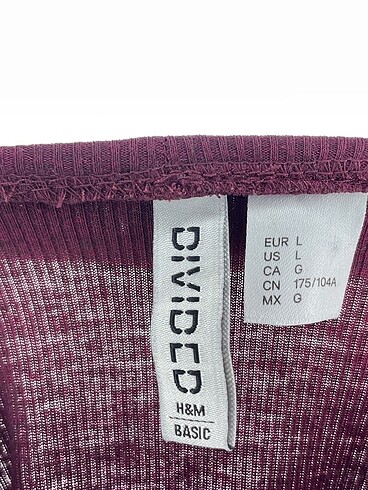 DIVIDED
H&M
BASIC
EUR L
US L
CA G
CN 175/104A
MX G